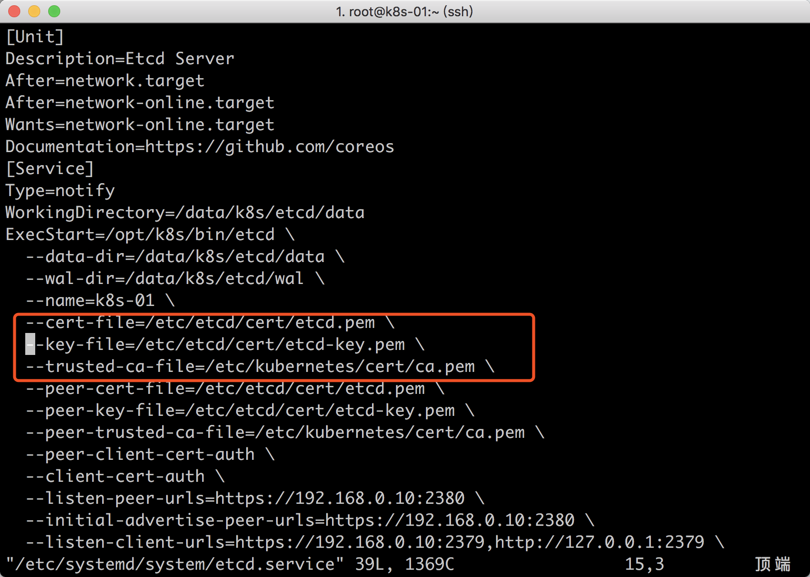 1. root@k8s-01:~ (ssh)
[Unit]
Description=Etcd Server
After=network.target
After=network-online.target
Wants=network-online.target
Documentation=https://github.com/coreos
[Service]
Type=notify
WorkingDirectory=/data/k8s/etcd/data
ExecStart=/opt/k8s/bin/etcd \
  --data-dir=/data/k8s/etcd/data \
  --wal-dir=/data/k8s/etcd/wal \
  --name=k8s-01 \
  --cert-file=/etc/etcd/cert/etcd.pem \
  --key-file=/etc/etcd/cert/etcd-key.pem \
  --trusted-ca-file=/etc/kubernetes/cert/ca.pem \
  --peer-cert-file=/etc/etcd/cert/etcd.pem \
  --peer-key-file=/etc/etcd/cert/etcd-key.pem \
  --peer-trusted-ca-file=/etc/kubernetes/cert/ca.pem \
  --peer-client-cert-auth \
  --client-cert-auth \
  --listen-peer-urls=https://192.168.0.10:2380 \
  --initial-advertise-peer-urls=https://192.168.0.10:2380 \
  --listen-client-urls=https://192.168.0.10:2379,http://127.0.0.1:2379 \
"/etc/systemd/system/etcd.service" 39L, 1369C 15,3 顶端